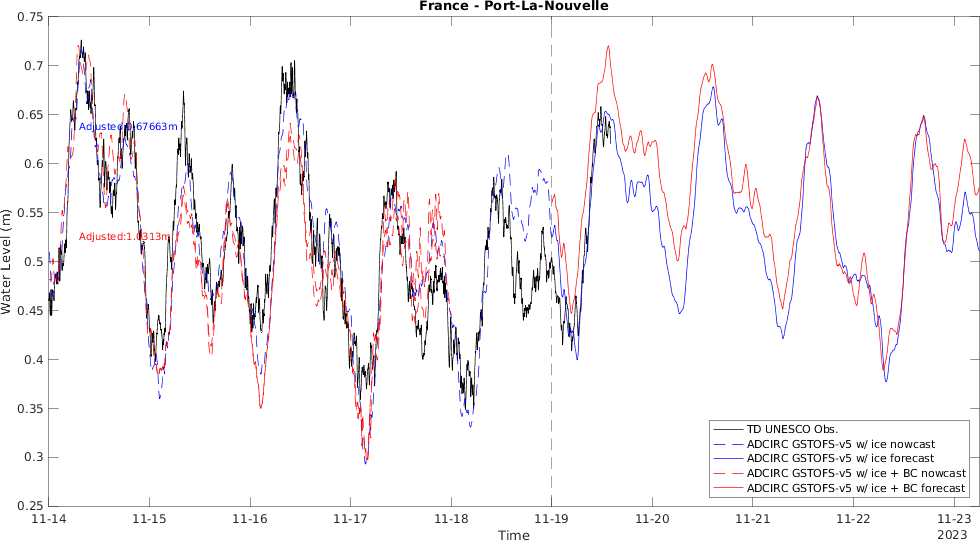 France - Port-La-Nouvelle
Water Level (m)
0.75
0.7
0.65
0.6
0.55
0.5
0.45
0.4
0.35
0.3
0.25
Adjusted:0.67663m
Adjusted:1.0313m
TD UNESCO Obs.
ADCIRC GSTOFS-v5 w/ ice nowcast
ADCIRC GSTOFS-v5 w/ ice forecast
ADCIRC GSTOFS-v5 w/ ice + BC nowcast
ADCIRC GSTOFS-v5 w/ ice + BC forecast
11-14 11-15 11-16 11-17 11-18 11-19 11-20 11-21 11-22 11-23
2023
Time